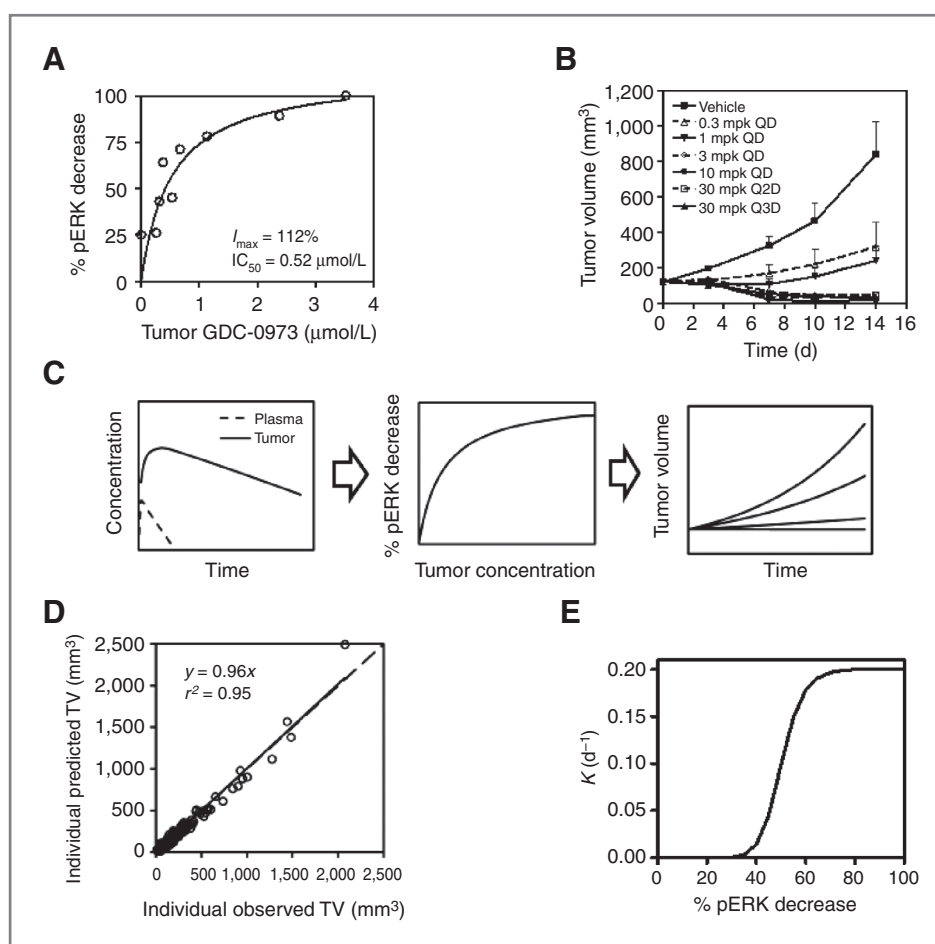 A
% pERK decrease
100
75
50
25
0
Imax = 112%
IC50 = 0.52 µmol/L
0 1 2 3 4
Tumor GDC-0973 (µmol/L)
B
Tumor volume (mm³)
1,200
1,000
800
600
400
200
0
Vehicle
0.3 mpk QD
1 mpk QD
3 mpk QD
10 mpk QD
30 mpk Q2D
30 mpk Q3D
0 2 4 6 8 10 12 14 16
Time (d)
C
Concentration
Plasma
Tumor
Time
% pERK decrease
Tumor concentration
Tumor volume
Time
D
Individual predicted TV (mm³)
2,500
2,000
1,500
1,000
500
0
y = 0.96x
r² = 0.95
0 500 1,000 1,500 2,000 2,500
Individual observed TV (mm³)
E
K (d⁻¹)
0.20
0.15
0.10
0.05
0.00
0 20 40 60 80 100
% pERK decrease